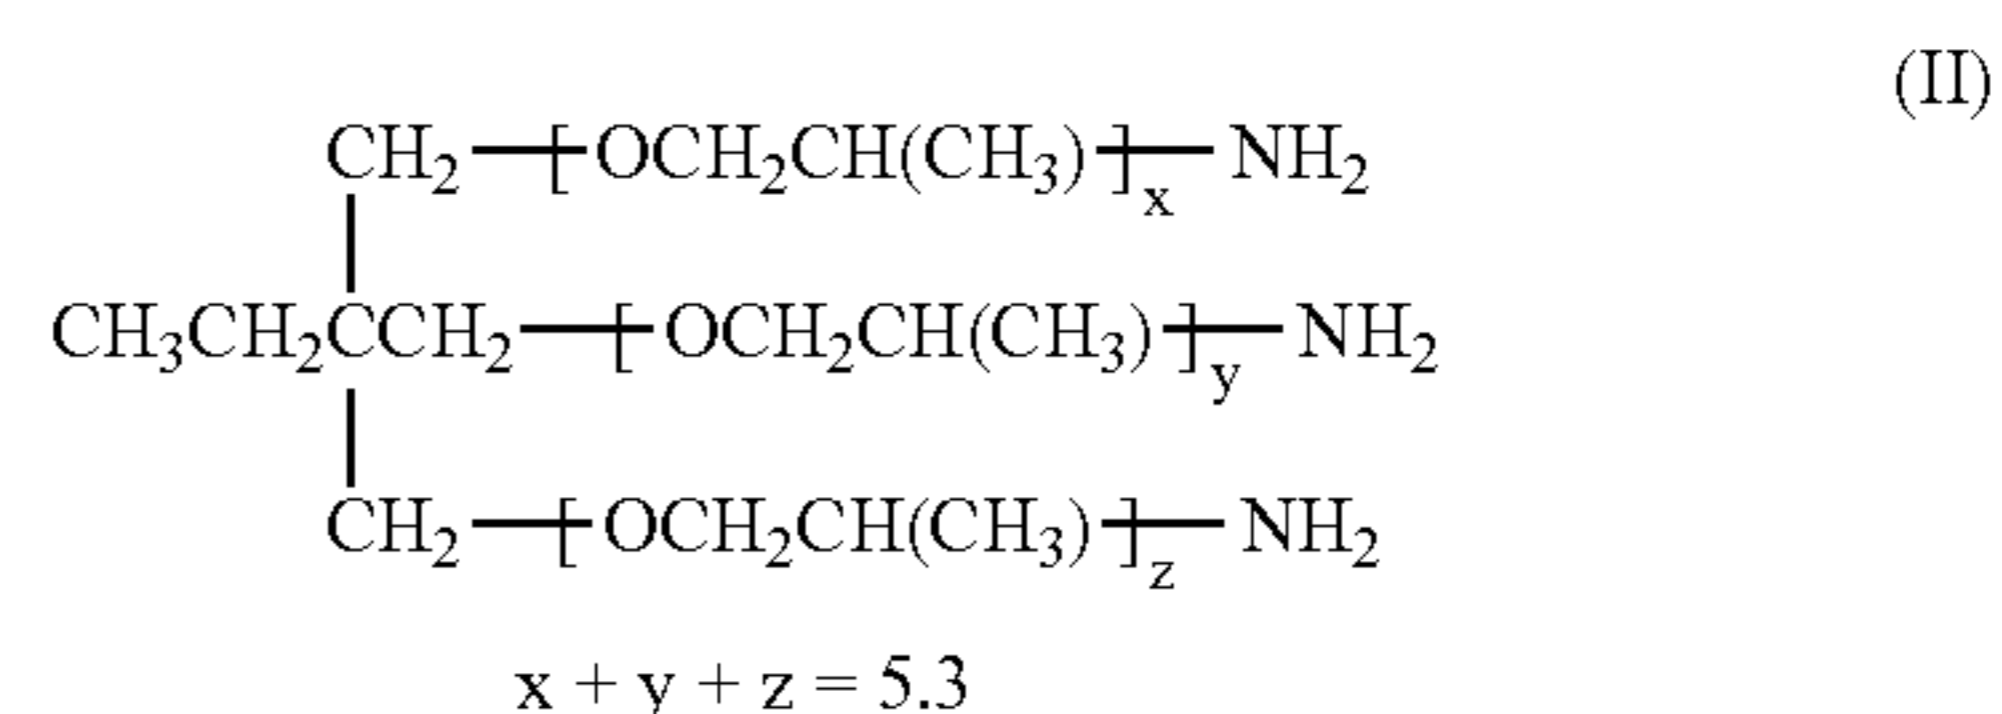 (II)
CH₂—[OCH₂CH(CH₃)]ₓ—NH₂
CH₃CH₂CCH₂—[OCH₂CH(CH₃)]y—NH₂
CH₂—[OCH₂CH(CH₃)]z—NH₂
x + y + z = 5.3